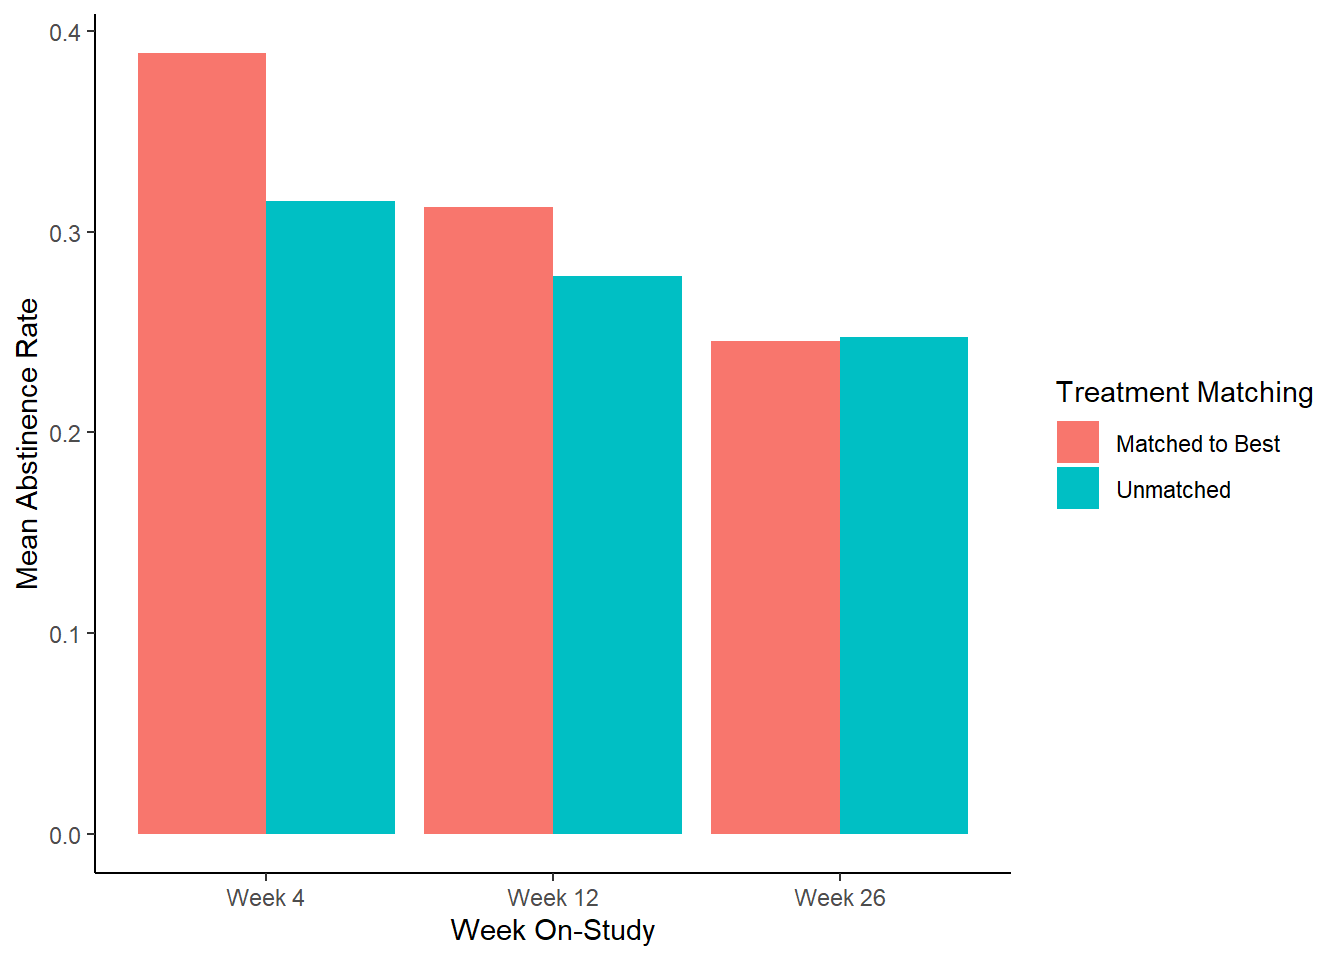 Mean Abstinence Rate
0.4
0.3
0.2
0.1
0.0
Week 4
Week 12
Week 26
Week On-Study
Treatment Matching
Matched to Best
Unmatched